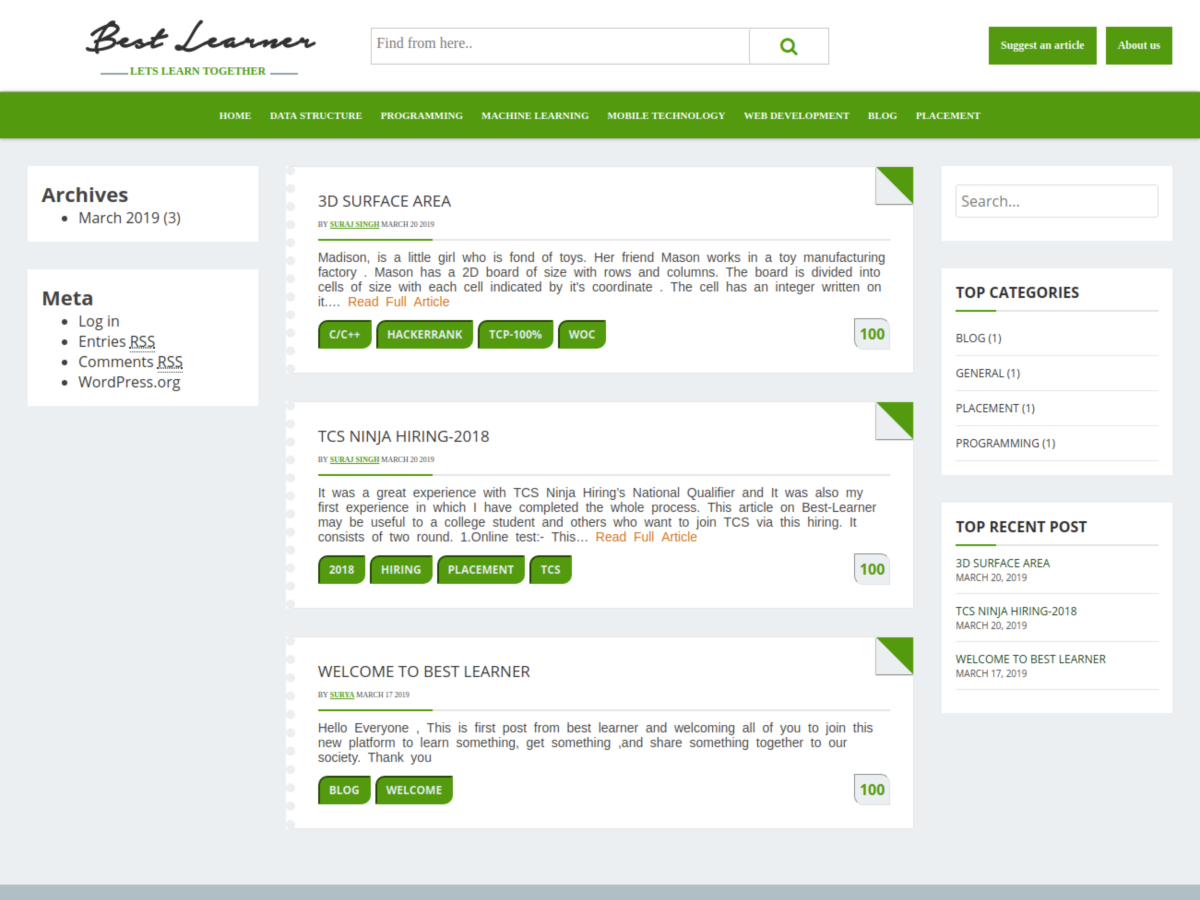 Best Learner
LETS LEARN TOGETHER
Find from here..
Suggest an article
About us
HOME DATA STRUCTURE PROGRAMMING MACHINE LEARNING MOBILE TECHNOLOGY WEB DEVELOPMENT BLOG PLACEMENT
Archives
March 2019 (3)
Meta
Log in
Entries RSS
Comments RSS
WordPress.org
3D SURFACE AREA
BY SURAJ SINGH MARCH 20 2019
Madison, is a little girl who is fond of toys. Her friend Mason works in a toy manufacturing
factory . Mason has a 2D board of size with rows and columns. The board is divided into
cells of size with each cell indicated by it's coordinate . The cell has an integer written on
it.... Read Full Article
C/C++ HACKERRANK TCP-100% WOC 100
TCS NINJA HIRING-2018
BY SURAJ SINGH MARCH 20 2019
It was a great experience with TCS Ninja Hiring's National Qualifier and It was also my
first experience in which I have completed the whole process. This article on Best-Learner
may be useful to a college student and others who want to join TCS via this hiring. It
consists of two round. 1.Online test:- This... Read Full Article
2018 HIRING PLACEMENT TCS 100
WELCOME TO BEST LEARNER
BY SURYA MARCH 17 2019
Hello Everyone , This is first post from best learner and welcoming all of you to join this
new platform to learn something, get something ,and share something together to our
society. Thank you
BLOG WELCOME 100
Search...
TOP CATEGORIES
BLOG (1)
GENERAL (1)
PLACEMENT (1)
PROGRAMMING (1)
TOP RECENT POST
3D SURFACE AREA
MARCH 20, 2019
TCS NINJA HIRING-2018
MARCH 20, 2019
WELCOME TO BEST LEARNER
MARCH 17, 2019